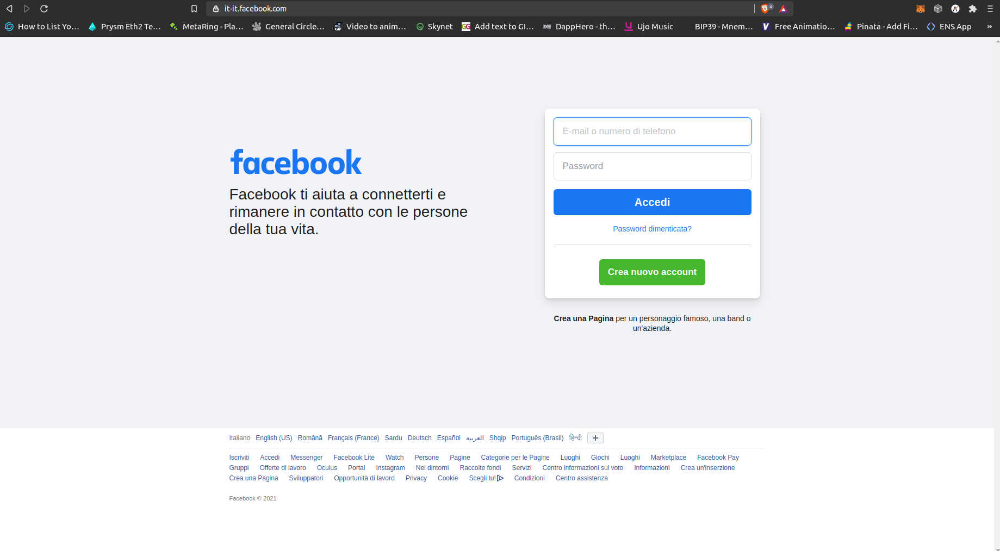 it-it.facebook.com
4
How to List Yo...
Prysm Eth2 Te...
MetaRing - Pla...
General Circle...
Video to anim...
Skynet
GG
Add text to GI...
DH
DappHero - th...
Ujo Music
BIP39 - Mnem...
V
Free Animatio...
Pinata - Add Fi...
ENS App
»
facebook
Facebook ti aiuta a connetterti e
rimanere in contatto con le persone
della tua vita.
E-mail o numero di telefono
Password
Accedi
Password dimenticata?
Crea nuovo account
Crea una Pagina per un personaggio famoso, una band o
un'azienda.
Italiano English (US) Română Français (France) Sardu Deutsch Español العربية Shqip Português (Brasil) हिन्दी +
Iscriviti Accedi Messenger Facebook Lite Watch Persone Pagine Categorie per le Pagine Luoghi Giochi Luoghi Marketplace Facebook Pay
Gruppi Offerte di lavoro Oculus Portal Instagram Nei dintorni Raccolte fondi Servizi Centro informazioni sul voto Informazioni Crea un'inserzione
Crea una Pagina Sviluppatori Opportunità di lavoro Privacy Cookie Scegli tu! Condizioni Centro assistenza
Facebook © 2021